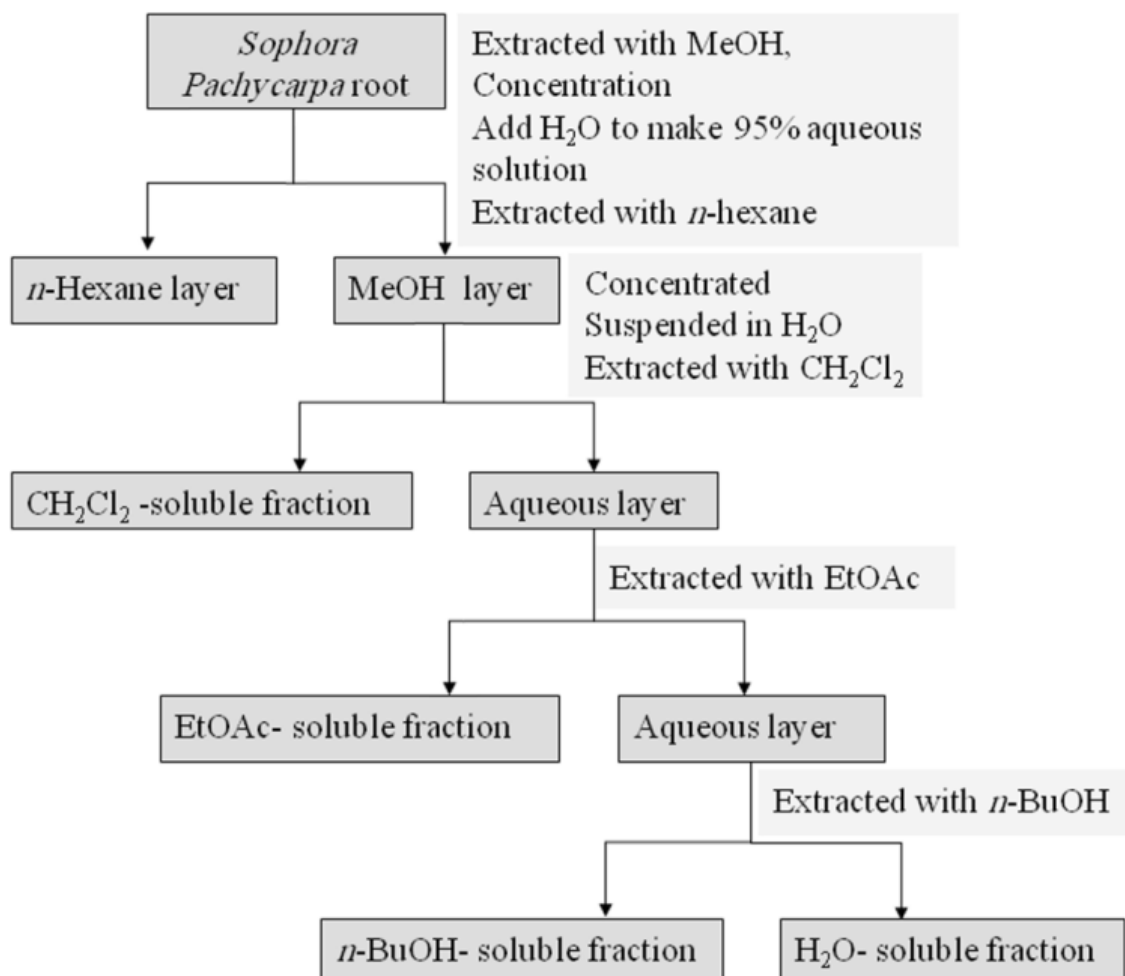 Sophora
Pachycarpa root
Extracted with MeOH,
Concentration
Add H₂O to make 95% aqueous
solution
Extracted with n-hexane
n-Hexane layer
MeOH layer
Concentrated
Suspended in H₂O
Extracted with CH₂Cl₂
CH₂Cl₂ -soluble fraction
Aqueous layer
Extracted with EtOAc
EtOAc- soluble fraction
Aqueous layer
Extracted with n-BuOH
n-BuOH- soluble fraction
H₂O- soluble fraction